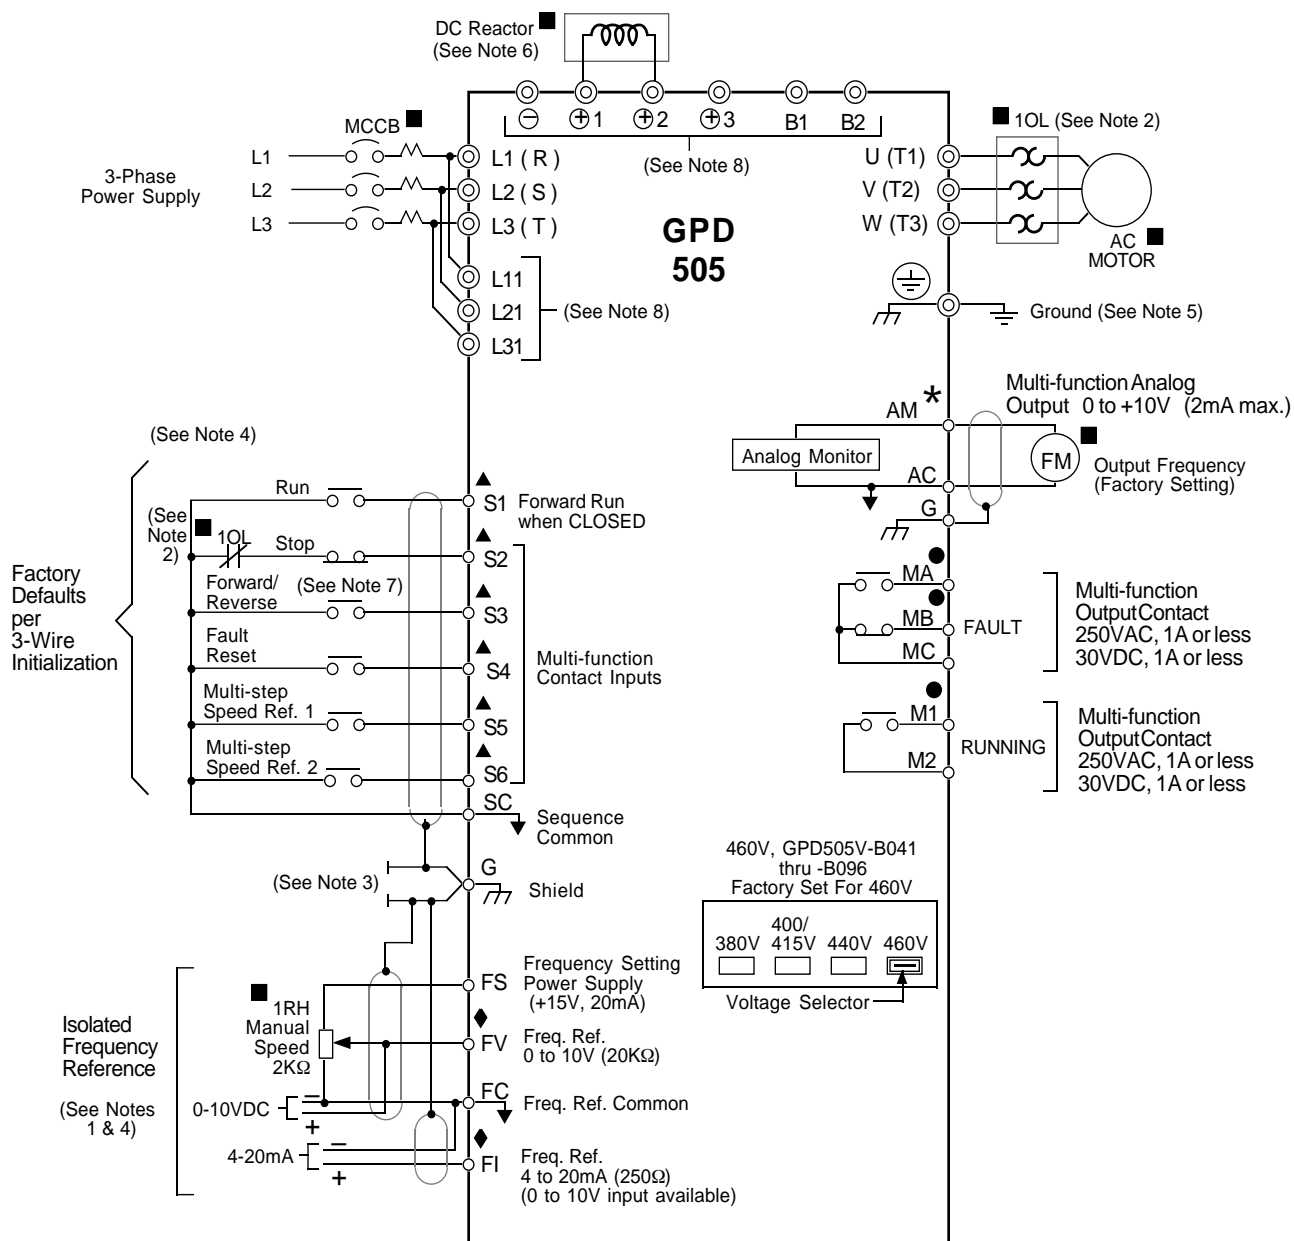 DC Reactor
(See Note 6)
⊖ ⊕1 ⊕2 ⊕3 B1 B2
(See Note 8)
MCCB
3-Phase
Power Supply
L1
L2
L3
L1 ( R )
L2 ( S )
L3 ( T )
L11
L21
L31
(See Note 8)
GPD
505
1OL (See Note 2)
U (T1)
V (T2)
W (T3)
AC
MOTOR
Ground (See Note 5)
Multi-function Analog
Output 0 to +10V (2mA max.)
AM *
Analog Monitor
AC
G
FM
Output Frequency
(Factory Setting)
(See Note 4)
Factory
Defaults
per
3-Wire
Initialization
(See
Note
2)
1OL
Run
Stop
(See Note 7)
Forward/
Reverse
Fault
Reset
Multi-step
Speed Ref. 1
Multi-step
Speed Ref. 2
S1
Forward Run
when CLOSED
S2
S3
S4
S5
S6
Multi-function
Contact Inputs
SC
Sequence
Common
MA
MB
MC
FAULT
Multi-function
Output Contact
250VAC, 1A or less
30VDC, 1A or less
M1
M2
RUNNING
Multi-function
Output Contact
250VAC, 1A or less
30VDC, 1A or less
(See Note 3)
G
Shield
460V, GPD505V-B041
thru -B096
Factory Set For 460V
380V
400/
415V
440V
460V
Voltage Selector
Isolated
Frequency
Reference
(See Notes
1 & 4)
1RH
Manual
Speed
2KΩ
0-10VDC
−
+
4-20mA
−
+
FS
Frequency Setting
Power Supply
(+15V, 20mA)
FV
Freq. Ref.
0 to 10V (20KΩ)
FC
Freq. Ref. Common
FI
Freq. Ref.
4 to 20mA (250Ω)
(0 to 10V input available)